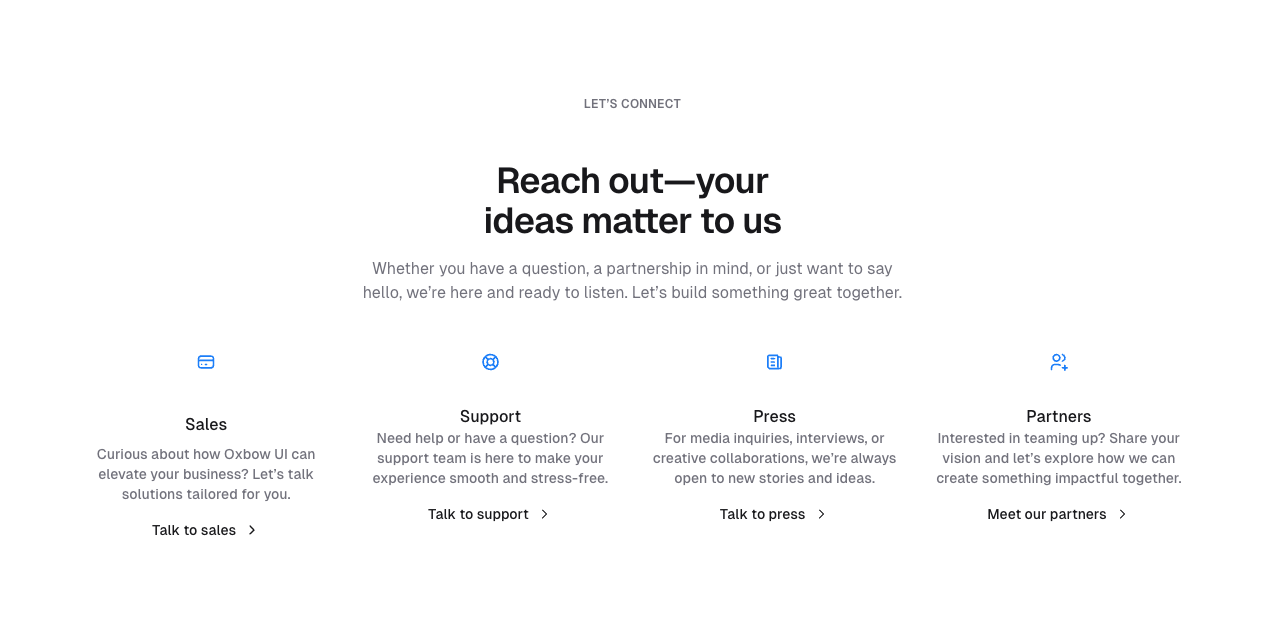 LET’S CONNECT
Reach out—your
ideas matter to us
Whether you have a question, a partnership in mind, or just want to say
hello, we’re here and ready to listen. Let’s build something great together.
Sales
Curious about how Oxbow UI can
elevate your business? Let’s talk
solutions tailored for you.
Talk to sales
Support
Need help or have a question? Our
support team is here to make your
experience smooth and stress-free.
Talk to support
Press
For media inquiries, interviews, or
creative collaborations, we’re always
open to new stories and ideas.
Talk to press
Partners
Interested in teaming up? Share your
vision and let’s explore how we can
create something impactful together.
Meet our partners